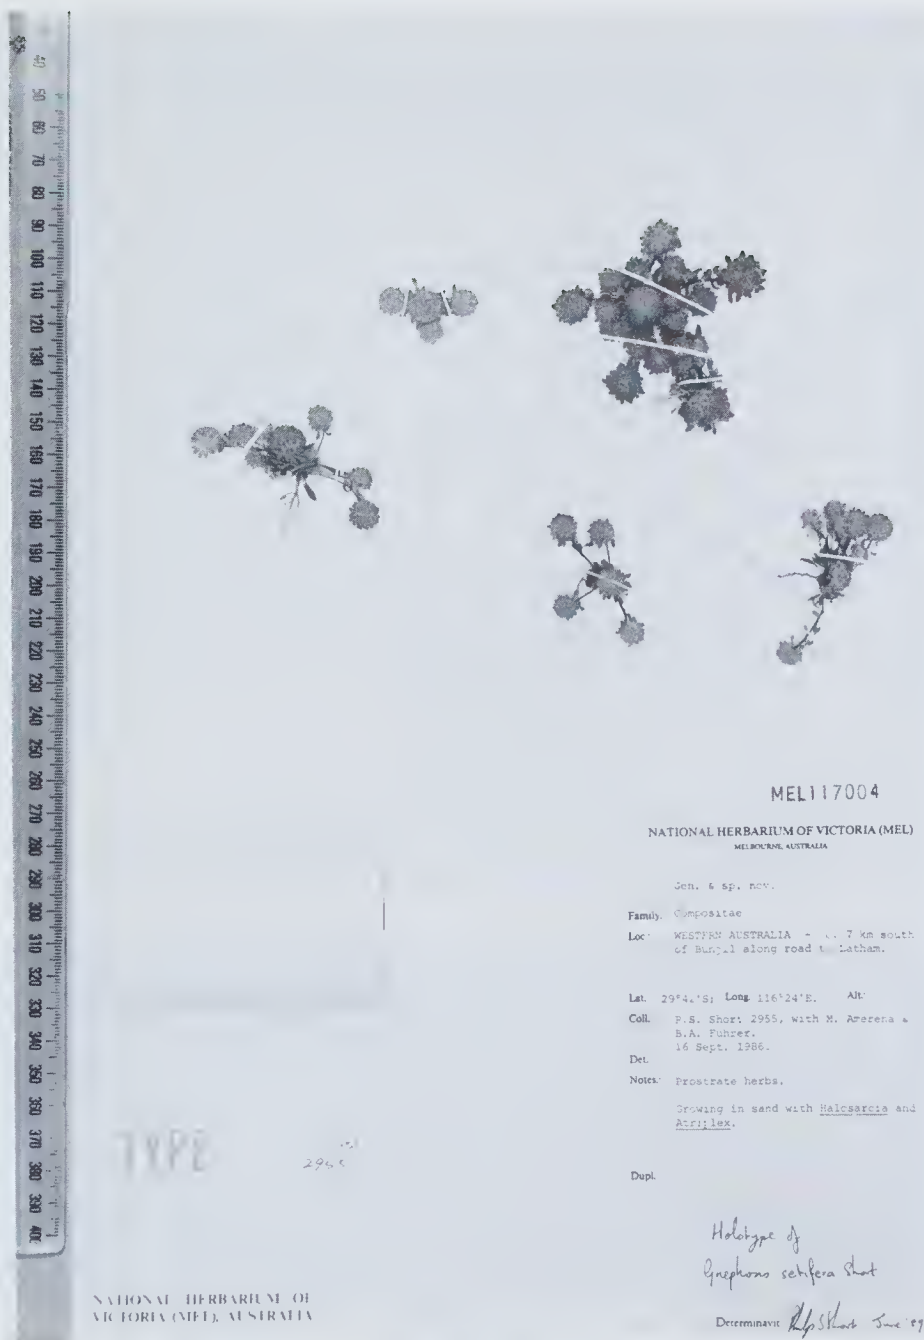 40 50 60 70 80 90 100 110 120 130 140 150 160 170 180 190 200 210 220 230 240 250 260 270 280 290 300 310 320 330 340 350 360 370 380 390 40
MEL117004
NATIONAL HERBARIUM OF VICTORIA (MEL)
MELBOURNE, AUSTRALIA
Gen. & sp. nov.
Family. Compositae
Loc: WESTERN AUSTRALIA - 7 km south
of along road Latham.
Lat. Long. 116°24'E. Alt:
Coll. P.S. Short 2955, with M. &
B.A. Fuhrer.
16 Sept. 1986.
Det.
Notes: Prostrate herbs.
Growing in sand with Halosarcia and
Atriplex.
Dupl.
TYPE
Holotype of
setifera Short
Determinavit June
NATIONAL HERBARIUM OF
VICTORIA (MEL), AUSTRALIA